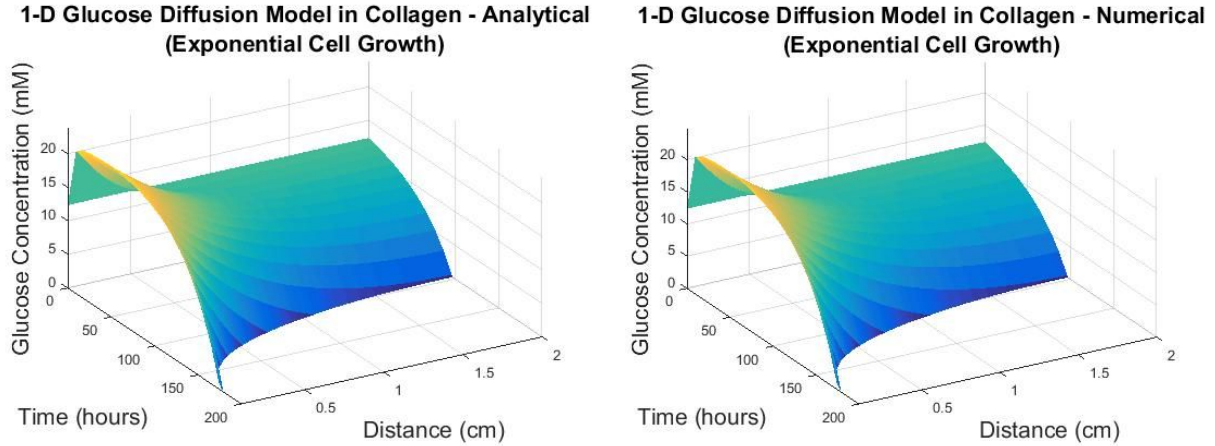 1-D Glucose Diffusion Model in Collagen - Analytical
(Exponential Cell Growth)
Glucose Concentration (mM)
20
15
10
5
0
0
50
100
150
200
Time (hours)
0.5
1
1.5
2
Distance (cm)
1-D Glucose Diffusion Model in Collagen - Numerical
(Exponential Cell Growth)
Glucose Concentration (mM)
20
15
10
5
0
0
50
100
150
200
Time (hours)
0.5
1
1.5
2
Distance (cm)